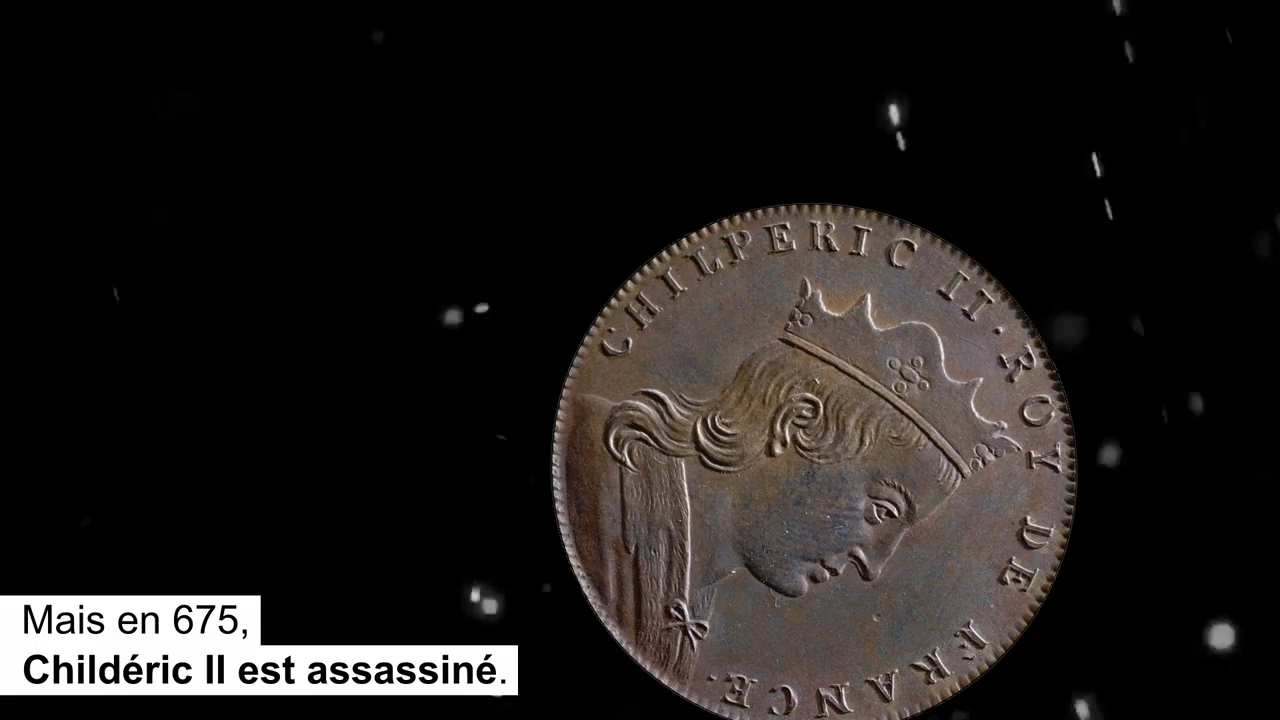 CHILPERIC II · ROY DE FRANCE ·
Mais en 675,
Childéric II est assassiné.